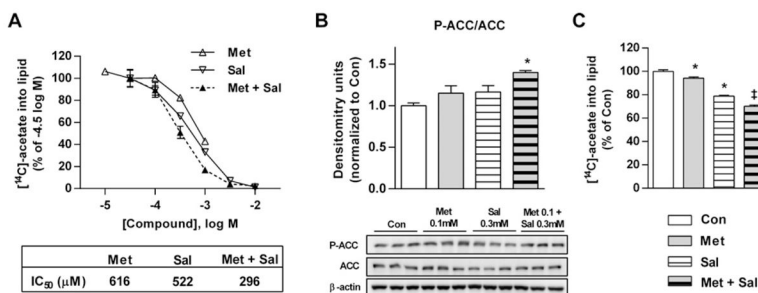 A
[¹⁴C]-acetate into lipid
(% of -4.5 log M)
120
100
80
60
40
20
0
-5
-4
-3
-2
[Compound], log M
Met
Sal
Met + Sal
Met Sal Met + Sal
IC₅₀ (μM) 616 522 296
B
P-ACC/ACC
Densitomitry units
(normalized to Con)
1.5
1.0
0.5
0.0
*
Con
Met
0.1mM
Sal
0.3mM
Met 0.1 +
Sal 0.3mM
P-ACC
ACC
β-actin
C
[¹⁴C]-acetate into lipid
(% of Con)
120
100
80
60
40
20
0
*
*
‡
Con
Met
Sal
Met + Sal